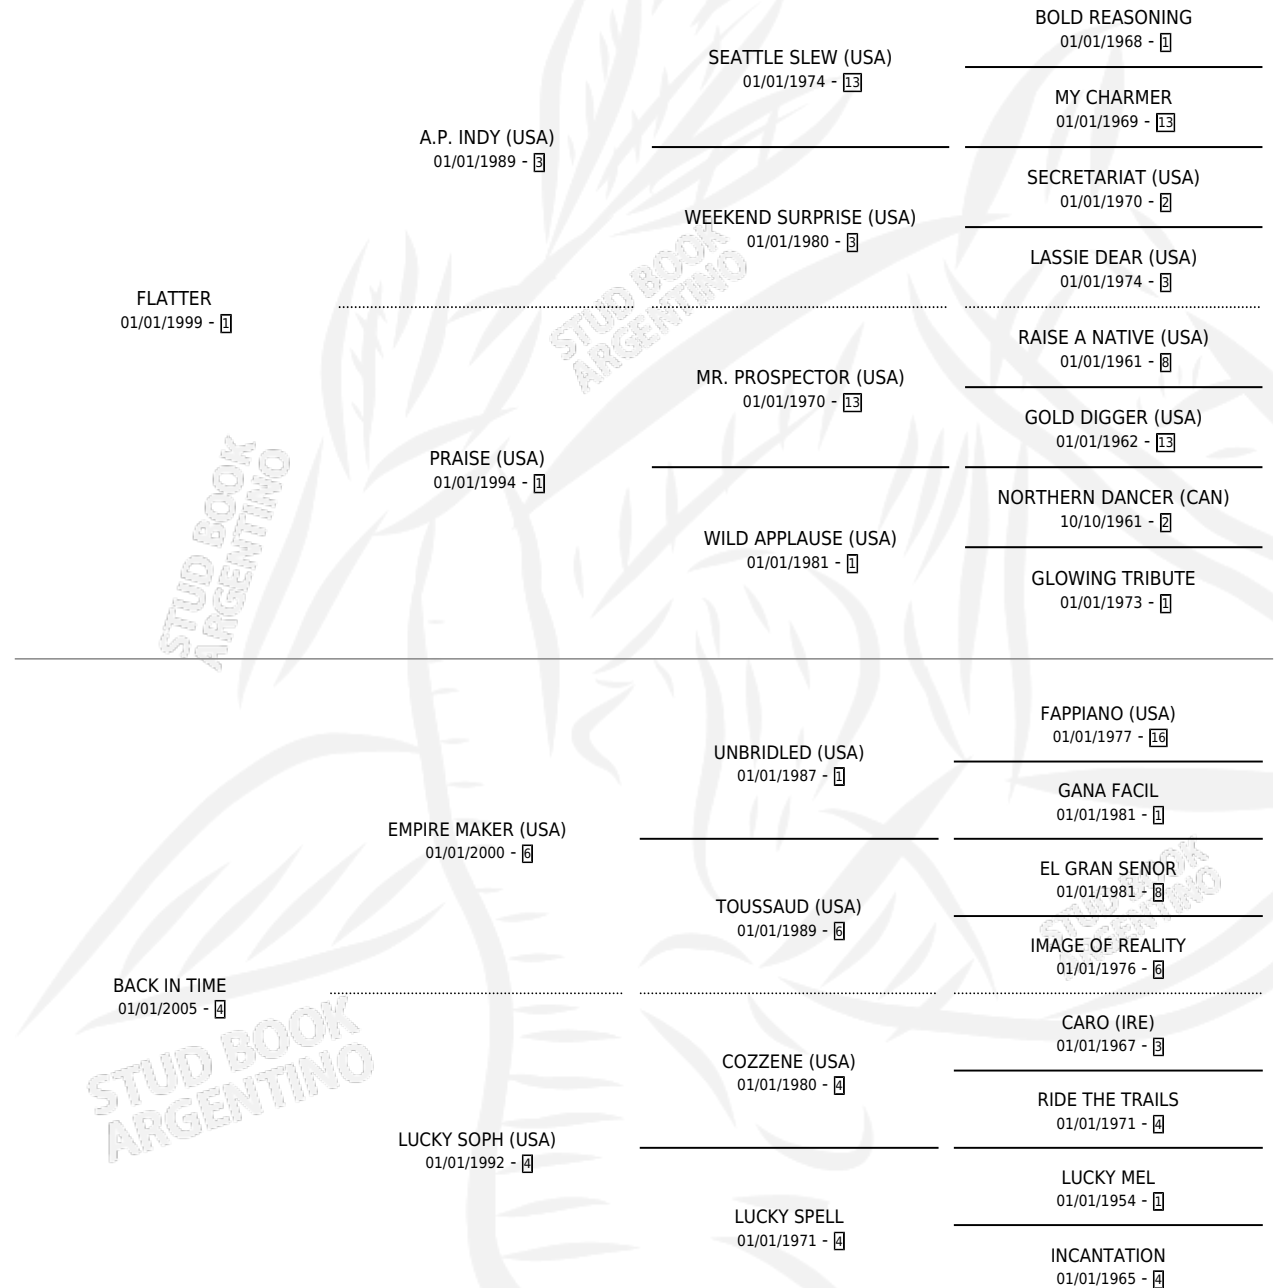 BOLD REASONING
01/01/1968 - 1
SEATTLE SLEW (USA)
01/01/1974 - 13
MY CHARMER
01/01/1969 - 13
A.P. INDY (USA)
01/01/1989 - 3
SECRETARIAT (USA)
01/01/1970 - 2
WEEKEND SURPRISE (USA)
01/01/1980 - 3
LASSIE DEAR (USA)
01/01/1974 - 3
FLATTER
01/01/1999 - 1
STUD BOOK
ARGENTINO
RAISE A NATIVE (USA)
01/01/1961 - 8
MR. PROSPECTOR (USA)
01/01/1970 - 13
GOLD DIGGER (USA)
01/01/1962 - 13
PRAISE (USA)
01/01/1994 - 1
NORTHERN DANCER (CAN)
10/10/1961 - 2
WILD APPLAUSE (USA)
01/01/1981 - 1
GLOWING TRIBUTE
01/01/1973 - 1
STUD BOOK
ARGENTINO
FAPPIANO (USA)
01/01/1977 - 16
UNBRIDLED (USA)
01/01/1987 - 1
GANA FACIL
01/01/1981 - 1
EMPIRE MAKER (USA)
01/01/2000 - 6
EL GRAN SENOR
01/01/1981 - 8
TOUSSAUD (USA)
01/01/1989 - 6
STUD BOOK
ARGENTINO
IMAGE OF REALITY
01/01/1976 - 6
BACK IN TIME
01/01/2005 - 4
STUD BOOK
ARGENTINO
CARO (IRE)
01/01/1967 - 3
COZZENE (USA)
01/01/1980 - 4
RIDE THE TRAILS
01/01/1971 - 4
LUCKY SOPH (USA)
01/01/1992 - 4
LUCKY MEL
01/01/1954 - 1
LUCKY SPELL
01/01/1971 - 4
INCANTATION
01/01/1965 - 4